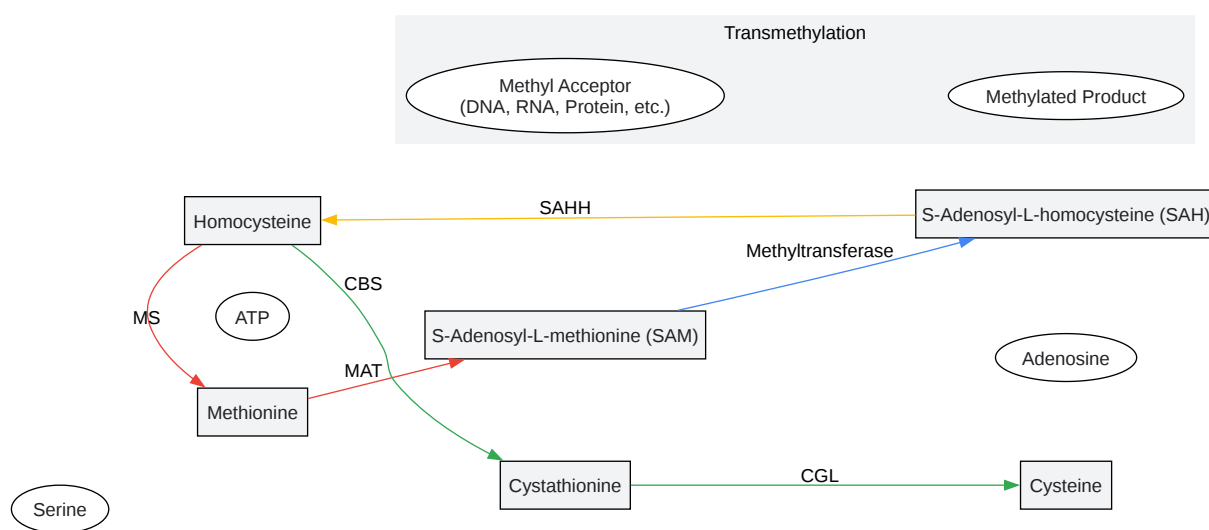 Transmethylation
Methyl Acceptor
(DNA, RNA, Protein, etc.)
Methylated Product
Homocysteine
SAHH
S-Adenosyl-L-homocysteine (SAH)
Methyltransferase
CBS
MS
ATP
S-Adenosyl-L-methionine (SAM)
Adenosine
MAT
Methionine
Cystathionine
CGL
Cysteine
Serine